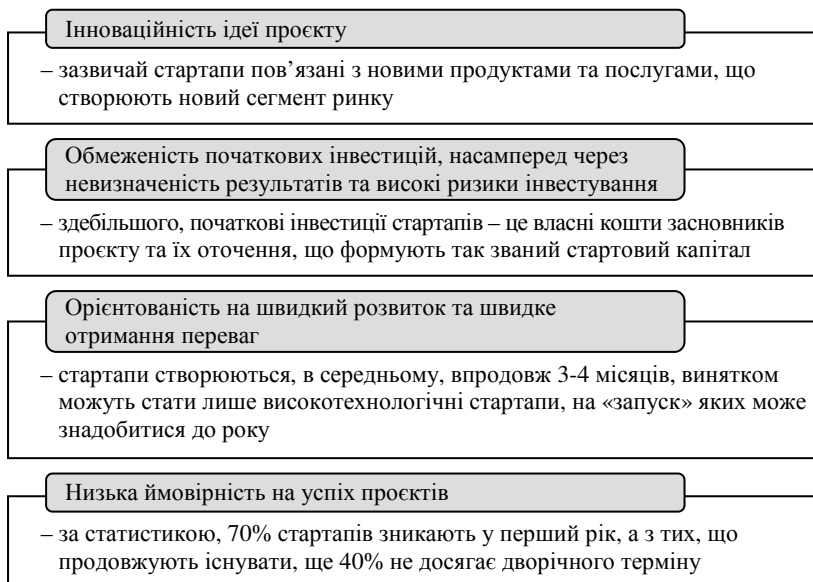 Інноваційність ідеї проєкту
– зазвичай стартапи пов’язані з новими продуктами та послугами, що
створюють новий сегмент ринку
Обмеженість початкових інвестицій, насамперед через
невизначеність результатів та високі ризики інвестування
– здебільшого, початкові інвестиції стартапів – це власні кошти засновників
проєкту та їх оточення, що формують так званий стартовий капітал
Орієнтованість на швидкий розвиток та швидке
отримання переваг
– стартапи створюються, в середньому, впродовж 3-4 місяців, винятком
можуть стати лише високотехнологічні стартапи, на «запуск» яких може
знадобитися до року
Низька ймовірність на успіх проєктів
– за статистикою, 70% стартапів зникають у перший рік, а з тих, що
продовжують існувати, ще 40% не досягає дворічного терміну